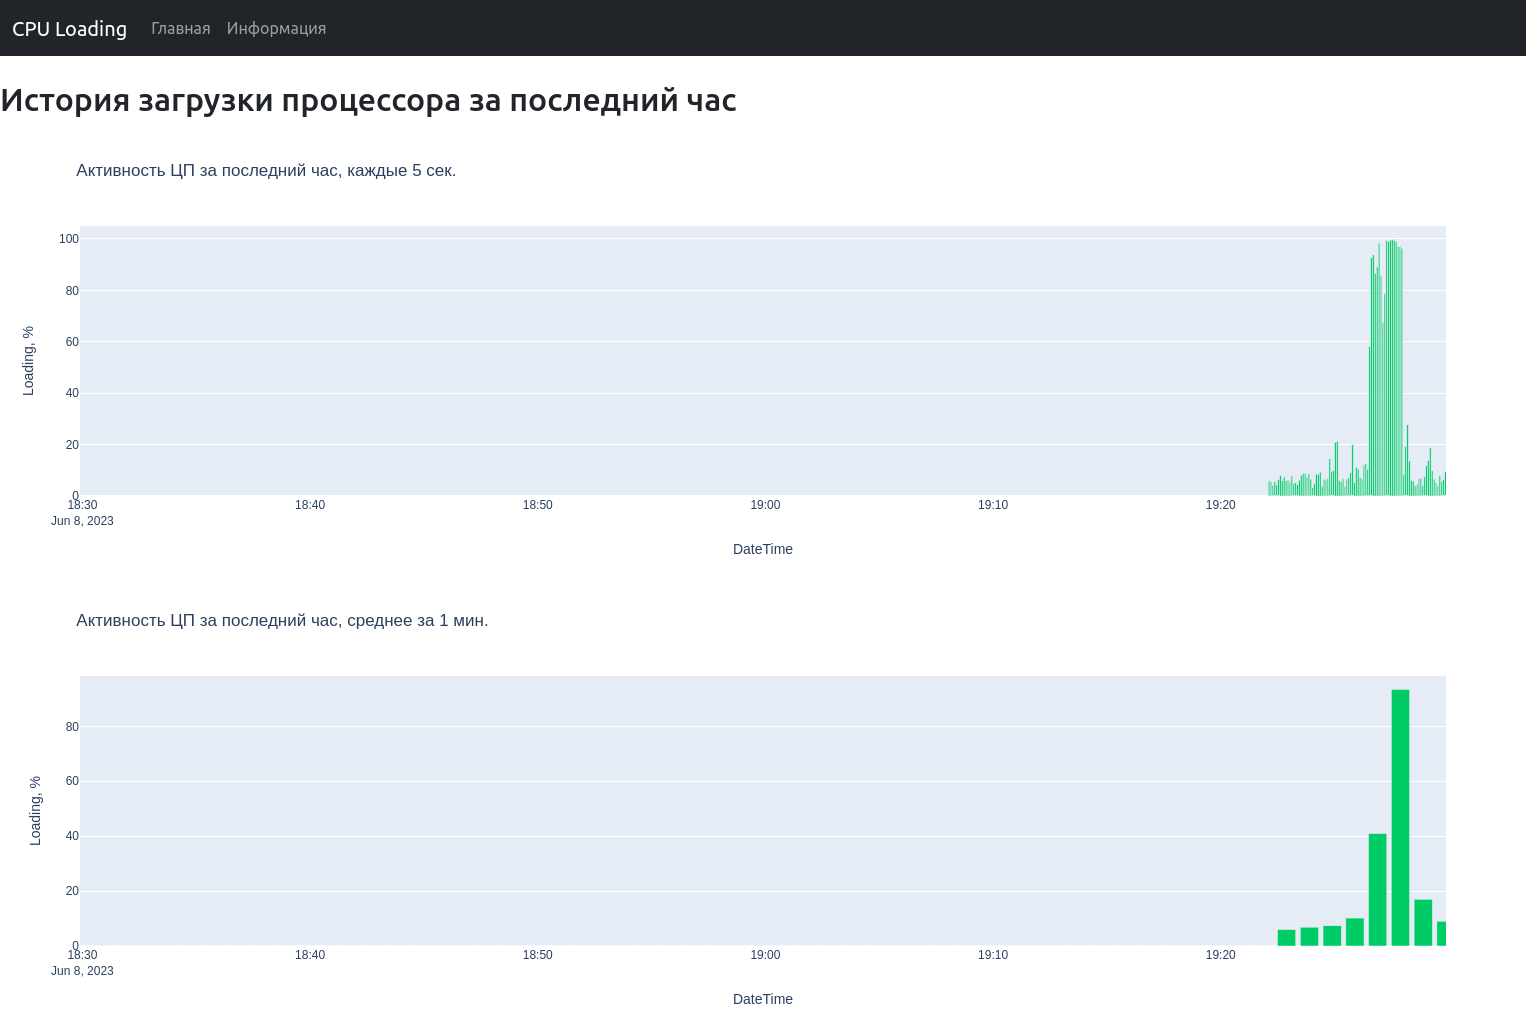 CPU Loading Главная Информация
История загрузки процессора за последний час
Активность ЦП за последний час, каждые 5 сек.
100
80
60
40
20
0
Loading, %
18:30 18:40 18:50 19:00 19:10 19:20
Jun 8, 2023
DateTime
Активность ЦП за последний час, среднее за 1 мин.
80
60
40
20
0
Loading, %
18:30 18:40 18:50 19:00 19:10 19:20
Jun 8, 2023
DateTime